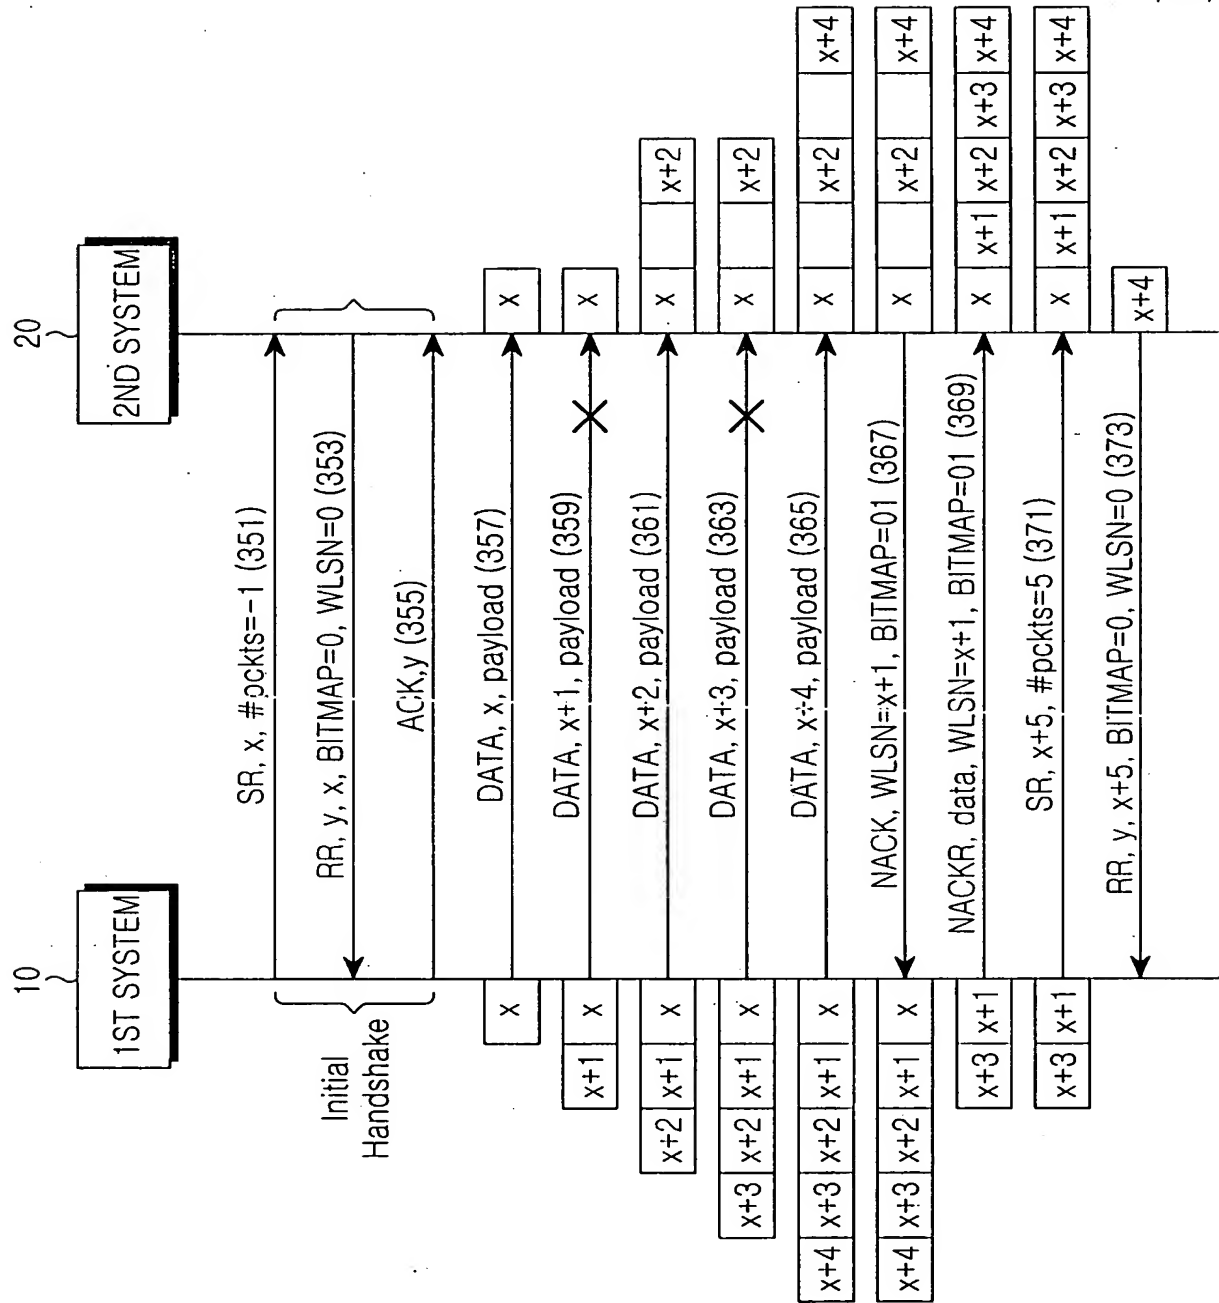 10
20
1ST SYSTEM
2ND SYSTEM
Initial
Handshake
SR, x, #pckts=-1 (351)
RR, y, x, BITMAP=0, WLSN=0 (353)
ACK,y (355)
x
DATA, x, payload (357)
x
x+1 x
DATA, x+1, payload (359)
x
x+2 x+1 x
DATA, x+2, payload (361)
x x+2
x+3 x+2 x+1 x
DATA, x+3, payload (363)
x x+2
x+4 x+3 x+2 x+1 x
DATA, x+4, payload (365)
x x+2 x+4
x+4 x+3 x+2 x+1 x
NACK, WLSN=x+1, BITMAP=01 (367)
x x+2 x+4
x+3 x+1
NACKR, data, WLSN=x+1, BITMAP=01 (369)
x x+1 x+2 x+3 x+4
x+3 x+1
SR, x+5, #pckts=5 (371)
x x+1 x+2 x+3 x+4
RR, y, x+5, BITMAP=0, WLSN=0 (373)
x+4